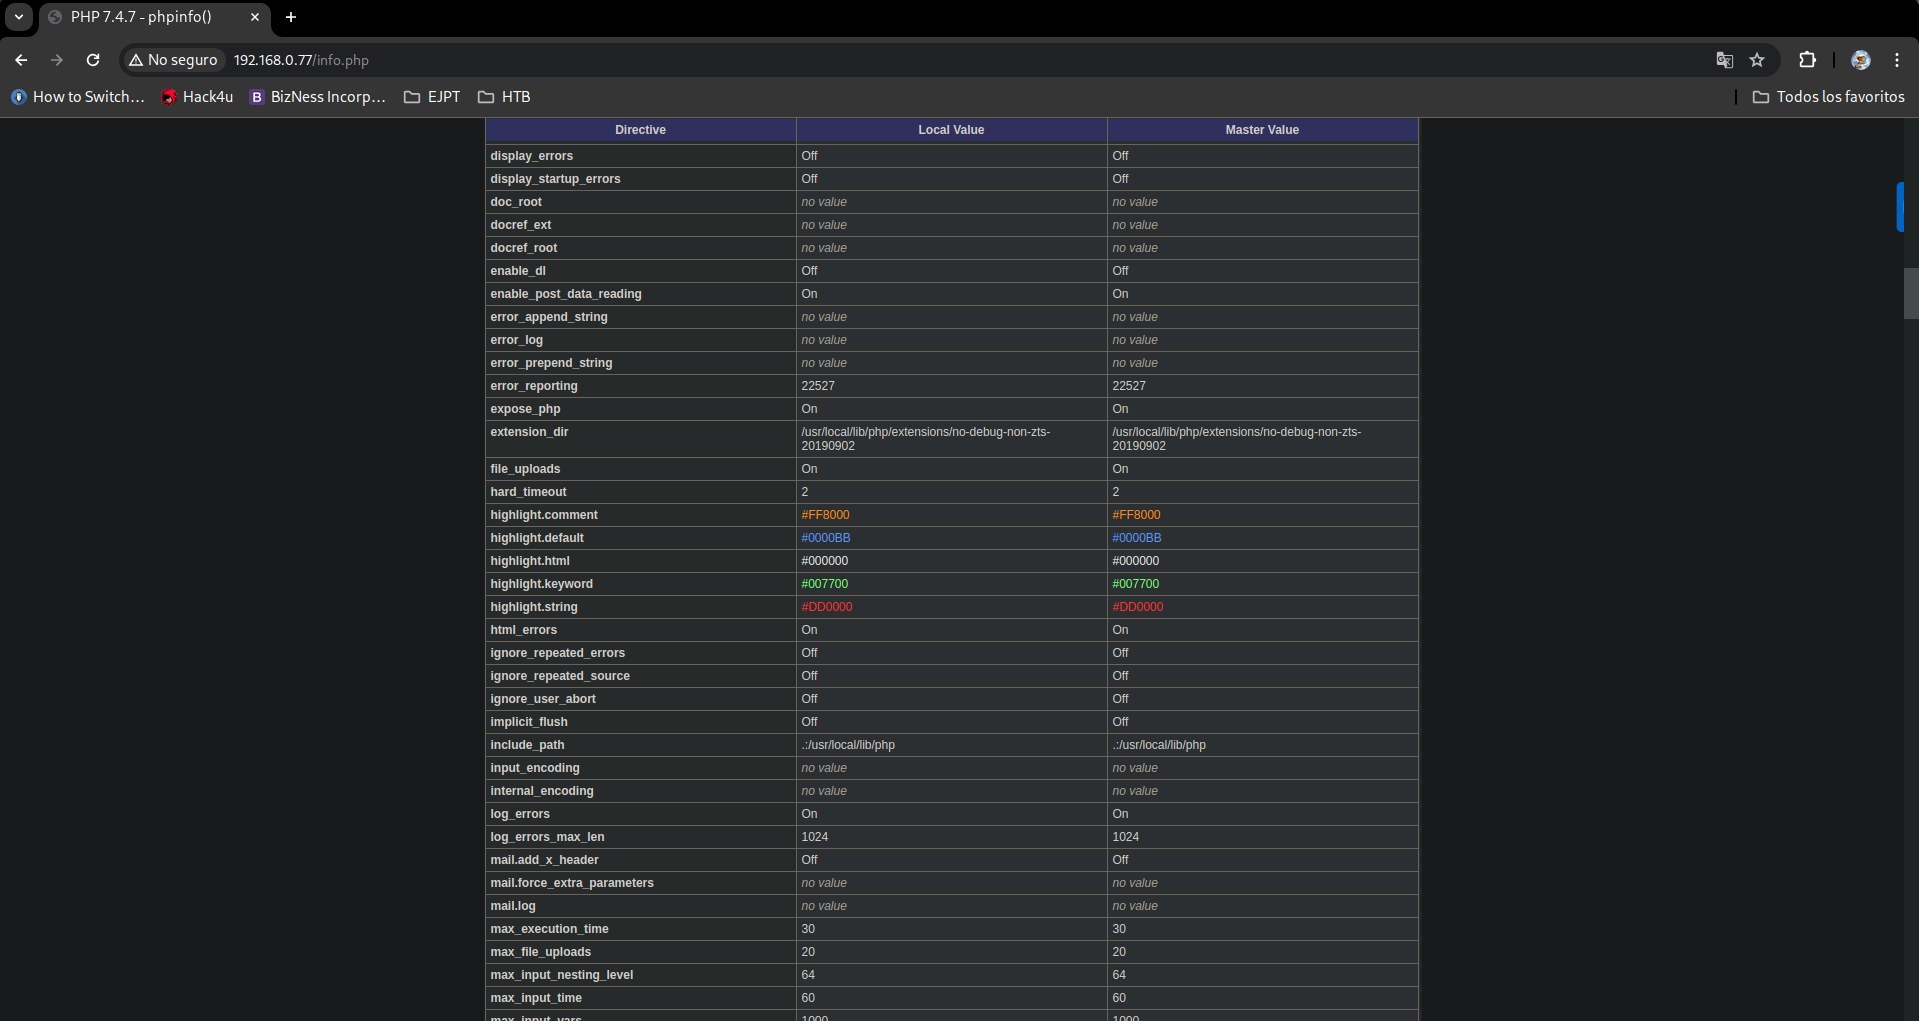 PHP 7.4.7 - phpinfo()
No seguro 192.168.0.77/info.php
How to Switch... Hack4u BizNess Incorp... EJPT HTB Todos los favoritos
Directive Local Value Master Value
display_errors Off Off
display_startup_errors Off Off
doc_root no value no value
docref_ext no value no value
docref_root no value no value
enable_dl Off Off
enable_post_data_reading On On
error_append_string no value no value
error_log no value no value
error_prepend_string no value no value
error_reporting 22527 22527
expose_php On On
extension_dir /usr/local/lib/php/extensions/no-debug-non-zts- /usr/local/lib/php/extensions/no-debug-non-zts-
20190902 20190902
file_uploads On On
hard_timeout 2 2
highlight.comment #FF8000 #FF8000
highlight.default #0000BB #0000BB
highlight.html #000000 #000000
highlight.keyword #007700 #007700
highlight.string #DD0000 #DD0000
html_errors On On
ignore_repeated_errors Off Off
ignore_repeated_source Off Off
ignore_user_abort Off Off
implicit_flush Off Off
include_path .:/usr/local/lib/php .:/usr/local/lib/php
input_encoding no value no value
internal_encoding no value no value
log_errors On On
log_errors_max_len 1024 1024
mail.add_x_header Off Off
mail.force_extra_parameters no value no value
mail.log no value no value
max_execution_time 30 30
max_file_uploads 20 20
max_input_nesting_level 64 64
max_input_time 60 60
max_input_vars 1000 1000